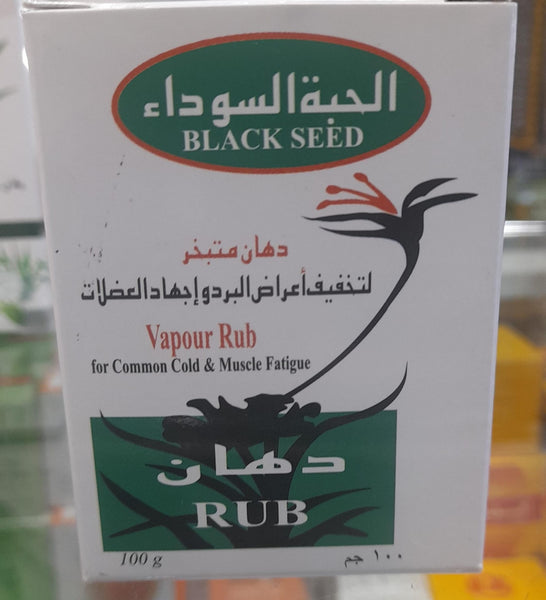 الحبة السوداء
BLACK SEED
دهان متبخر
لتخفيف أعراض البرد و إجهاد العضلات
Vapour Rub
for Common Cold & Muscle Fatigue
دهان
RUB
100 g
١٠٠ جم